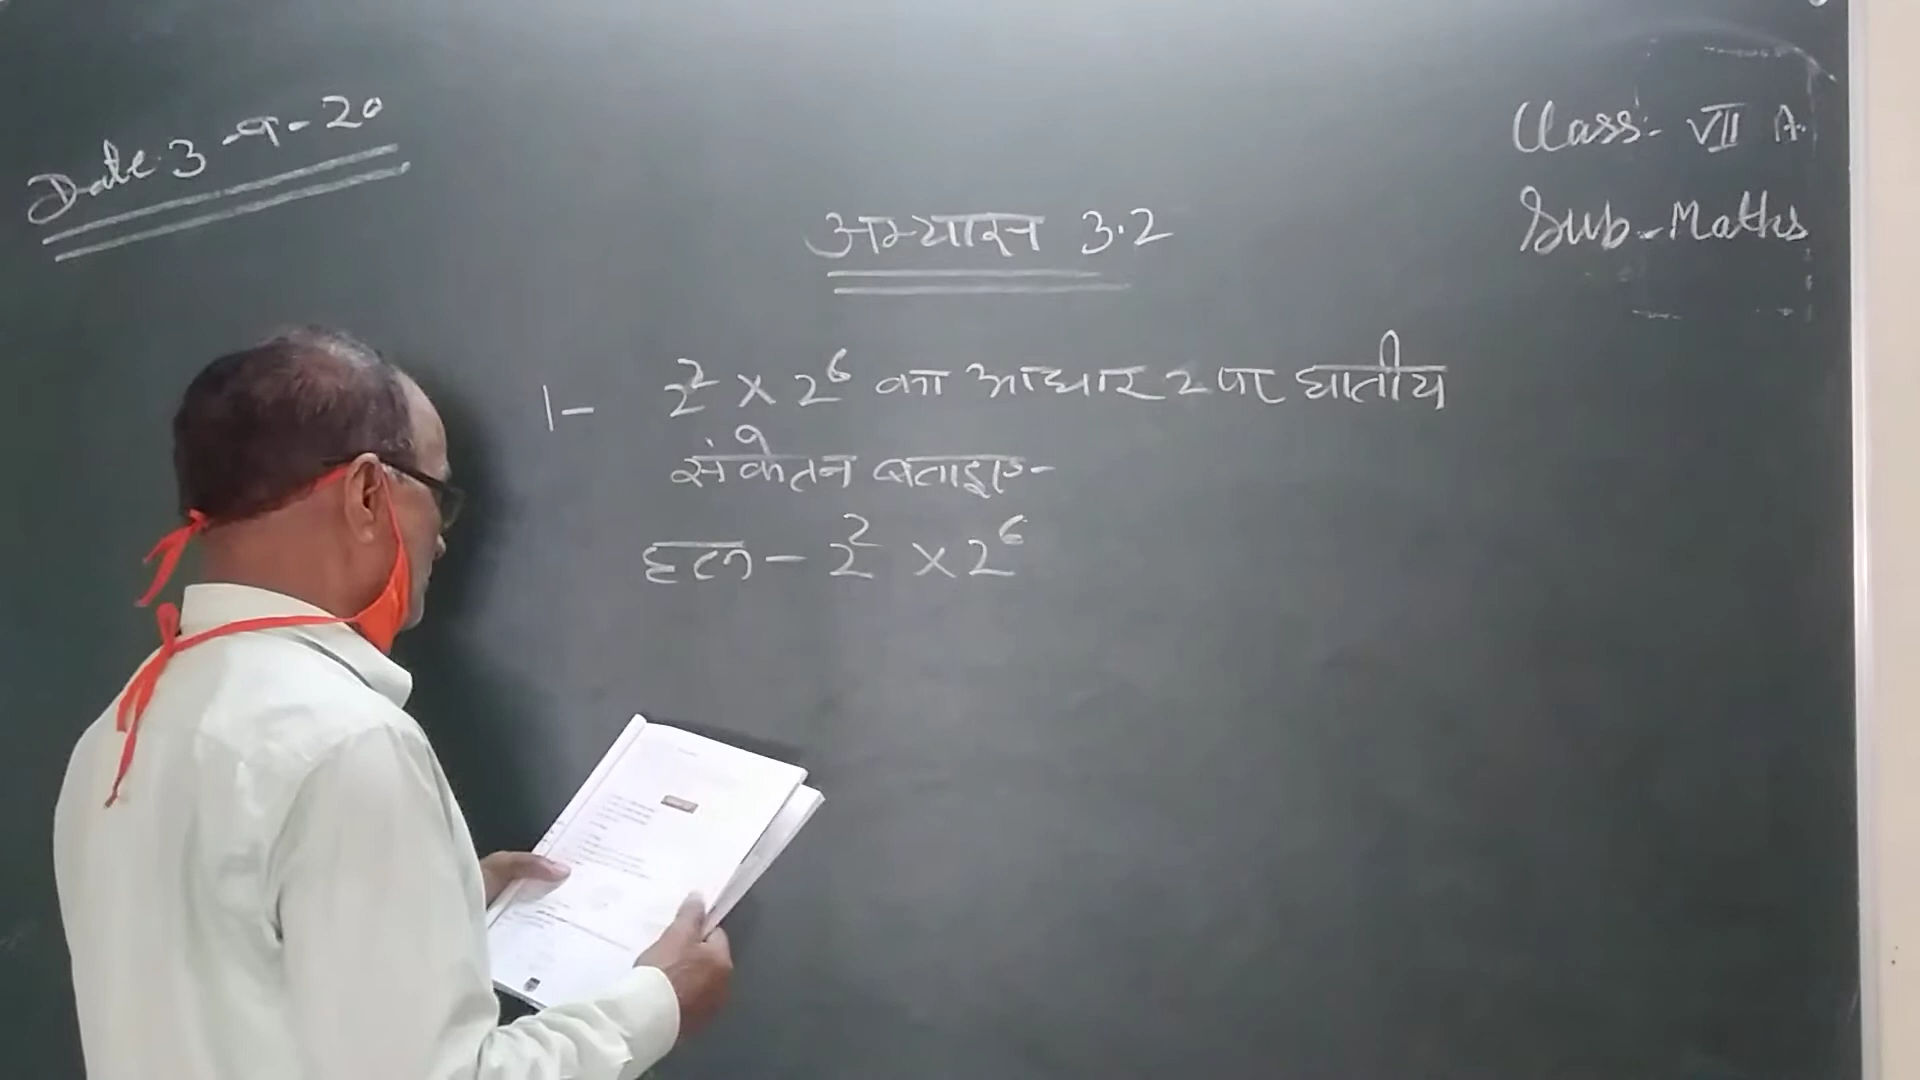 Date 3-9-20
Class:- VII A.
Sub-Maths
अभ्यास 3.2
1- 2² × 2⁶ का आधार 2 पर घातीय
संकेतन बताइए-
हल - 2² × 2⁶